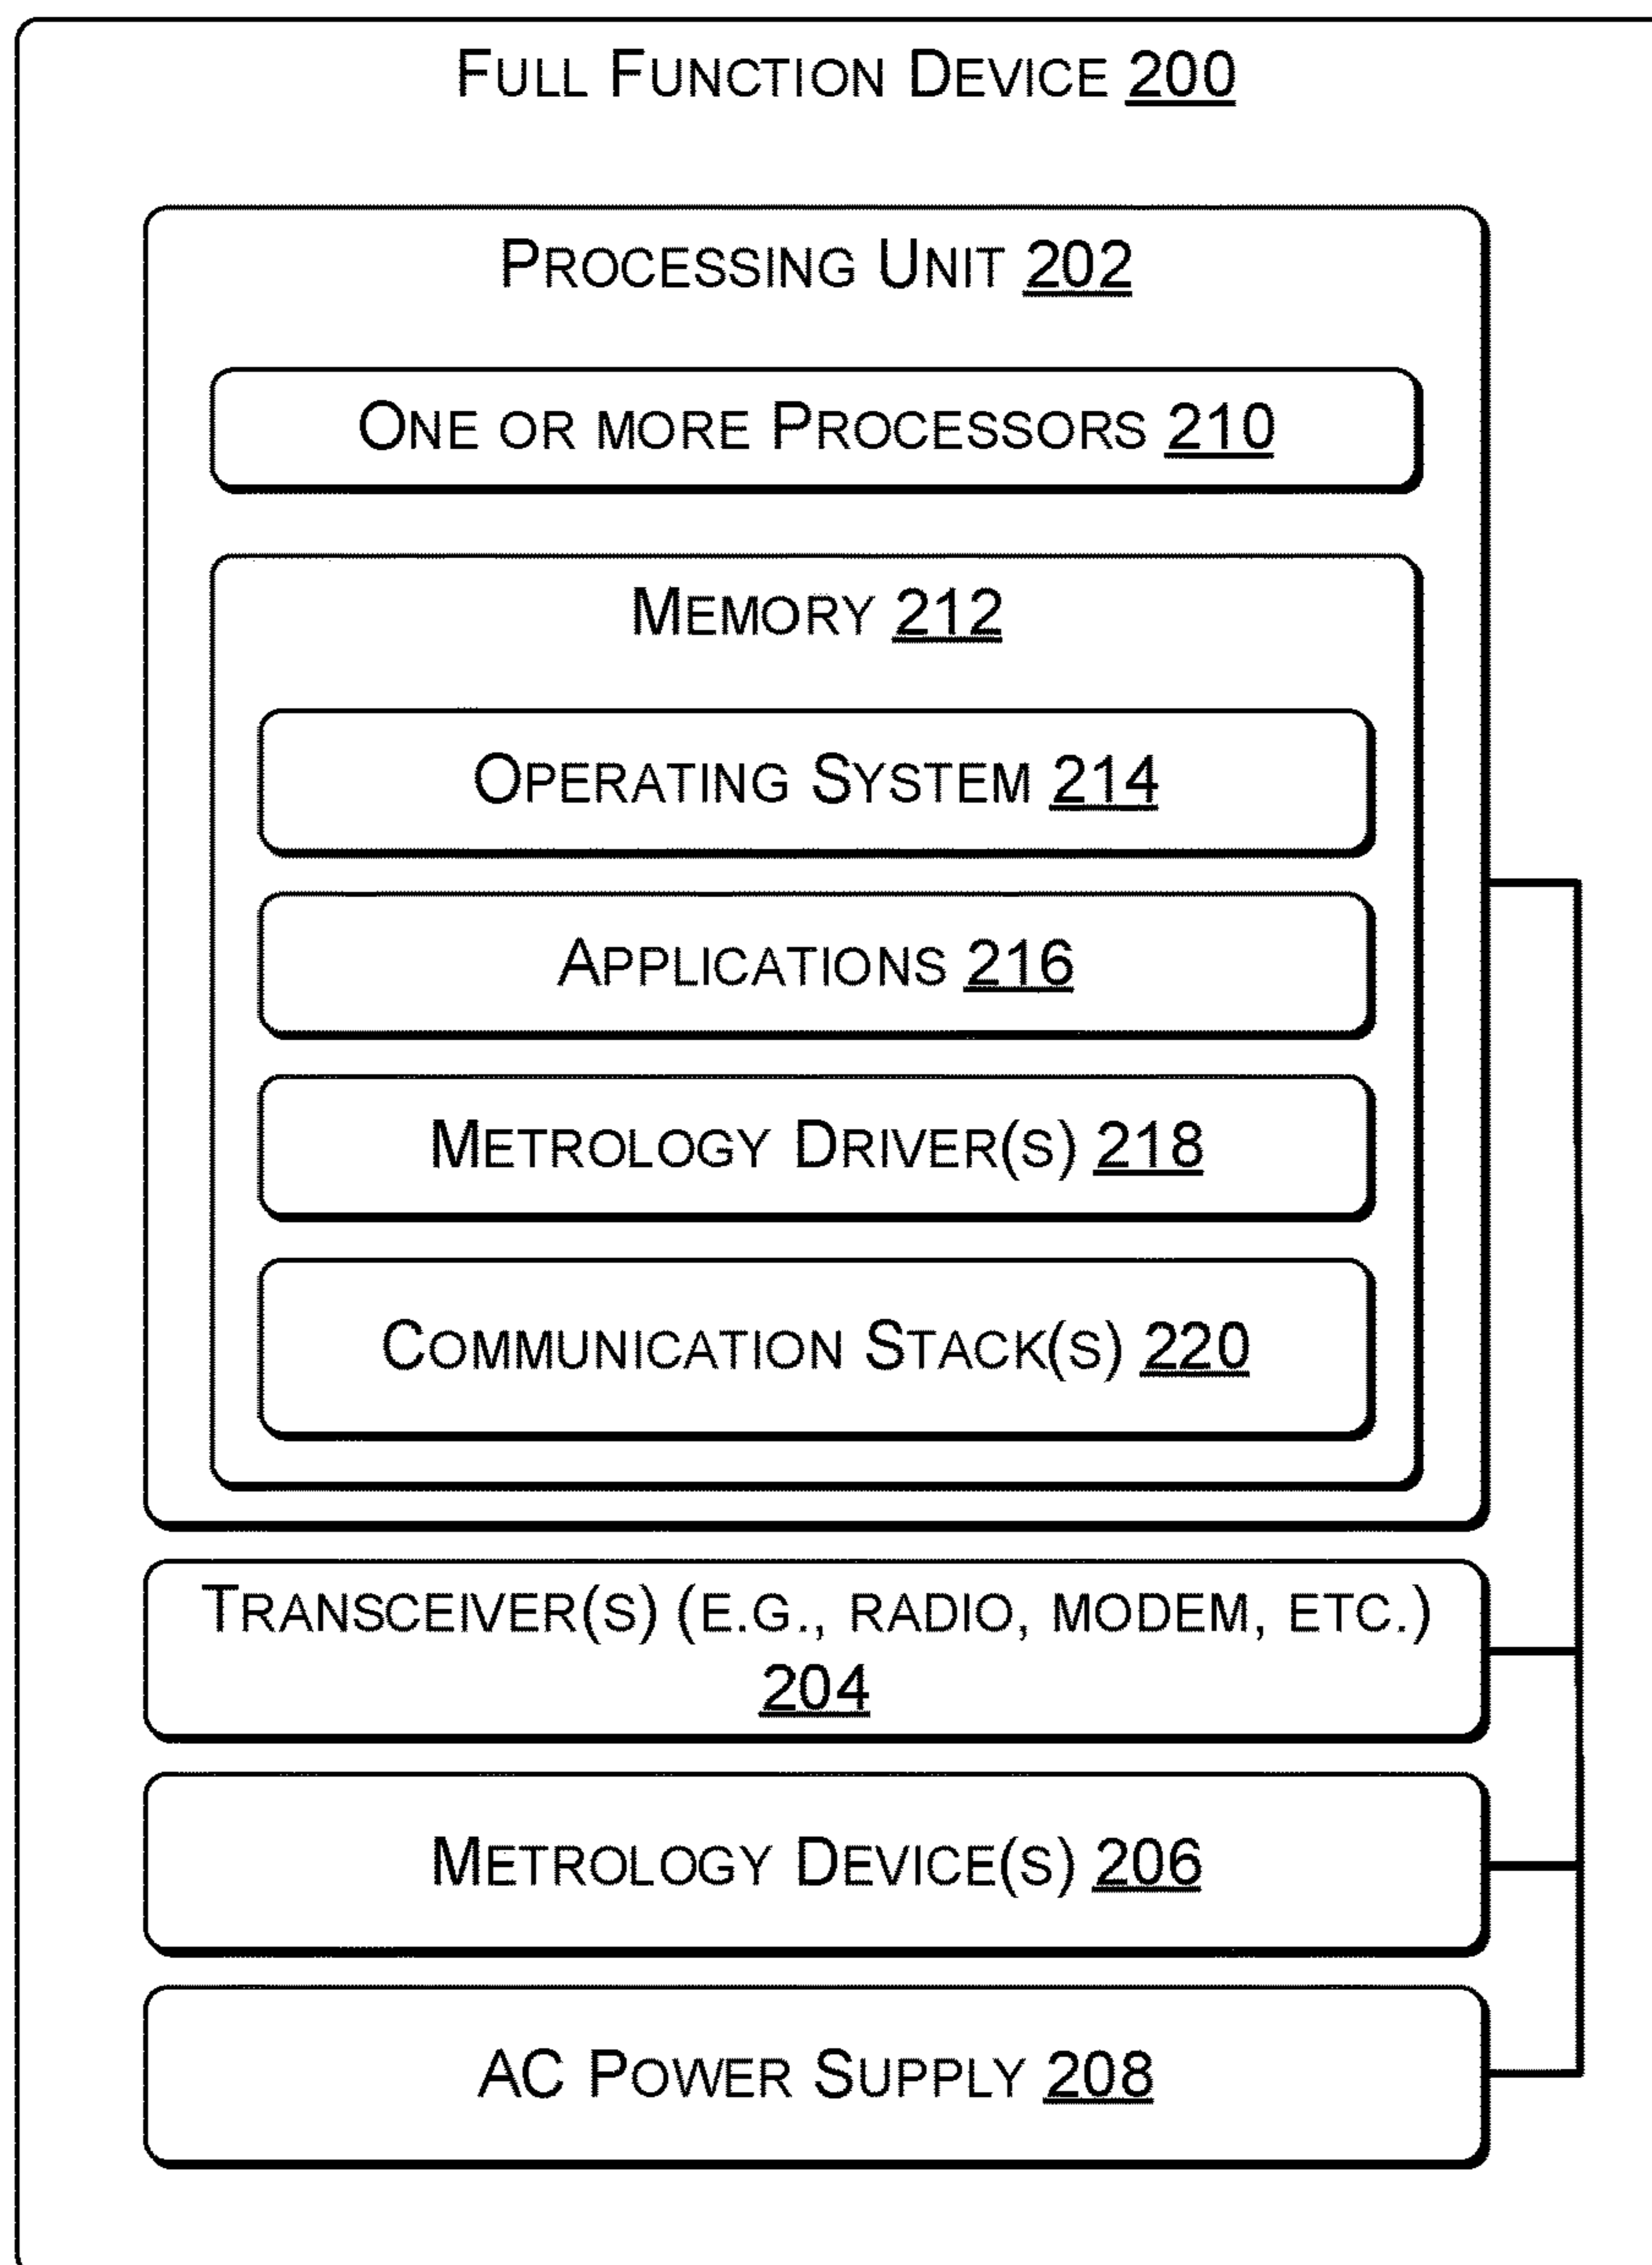 FULL FUNCTION DEVICE 200
PROCESSING UNIT 202
ONE OR MORE PROCESSORS 210
MEMORY 212
OPERATING SYSTEM 214
APPLICATIONS 216
METROLOGY DRIVER(S) 218
COMMUNICATION STACK(S) 220
TRANSCEIVER(S) (E.G., RADIO, MODEM, ETC.)
204
METROLOGY DEVICE(S) 206
AC POWER SUPPLY 208